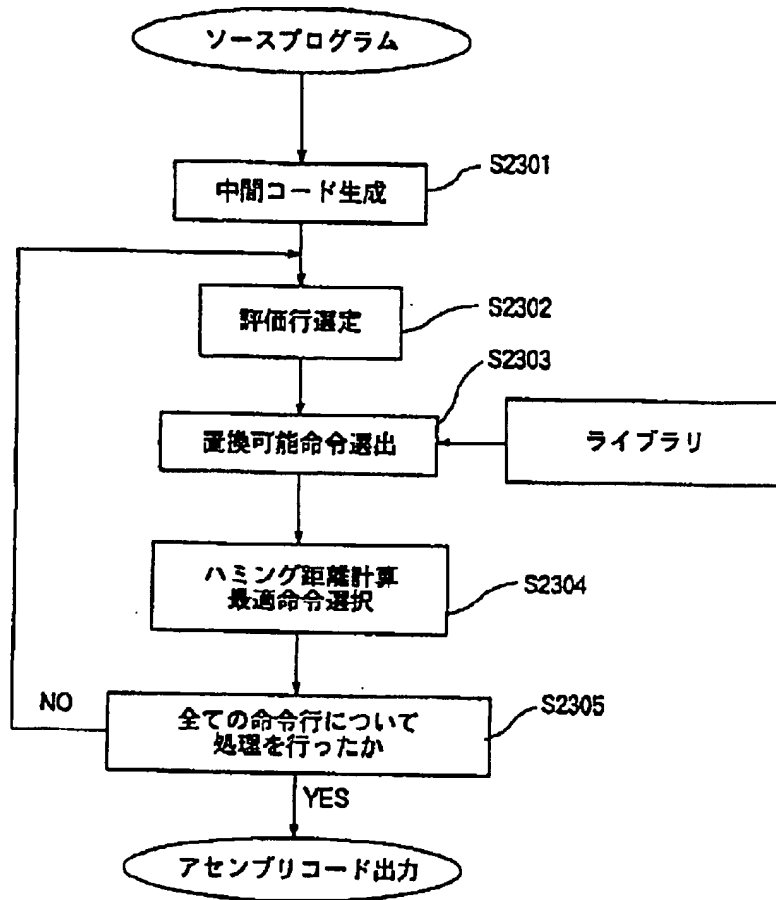 ソースプログラム
S2301
中間コード生成
S2302
評価行選定
S2303
置換可能命令選出
ライブラリ
ハミング距離計算
最適命令選択
S2304
NO
全ての命令行について
処理を行ったか
S2305
YES
アセンブリコード出力